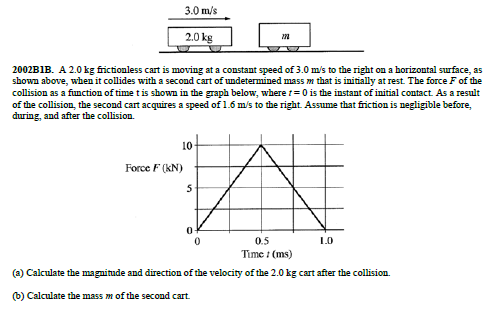 3.0 m/s
2.0 kg
m
2002B1B. A 2.0 kg frictionless cart is moving at a constant speed of 3.0 m/s to the right on a horizontal surface, as
shown above, when it collides with a second cart of undetermined mass m that is initially at rest. The force F of the
collision as a function of time t is shown in the graph below, where t = 0 is the instant of initial contact. As a result
of the collision, the second cart acquires a speed of 1.6 m/s to the right. Assume that friction is negligible before,
during, and after the collision.
10
Force F (kN)
5
0
0 0.5 1.0
Time t (ms)
(a) Calculate the magnitude and direction of the velocity of the 2.0 kg cart after the collision.
(b) Calculate the mass m of the second cart.